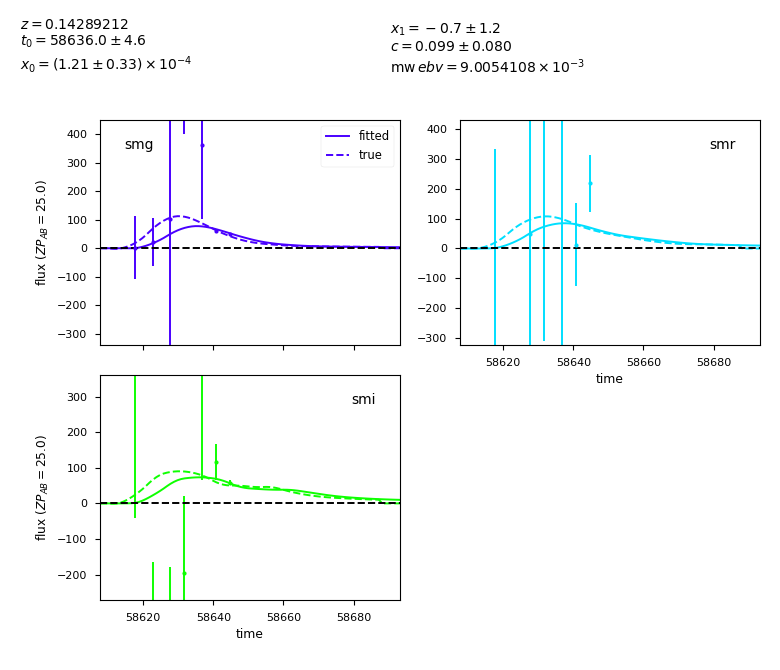 z = 0.14289212
t₀ = 58636.0 ± 4.6
x₀ = (1.21 ± 0.33) × 10⁻⁴
x₁ = −0.7 ± 1.2
c = 0.099 ± 0.080
mw ebv = 9.0054108 × 10⁻³
smg
fitted
true
400
300
200
100
0
−100
−200
−300
flux (ZP_AB = 25.0)
smr
400
300
200
100
0
−100
−200
−300
58620 58640 58660 58680
time
smi
300
200
100
0
−100
−200
flux (ZP_AB = 25.0)
58620 58640 58660 58680
time